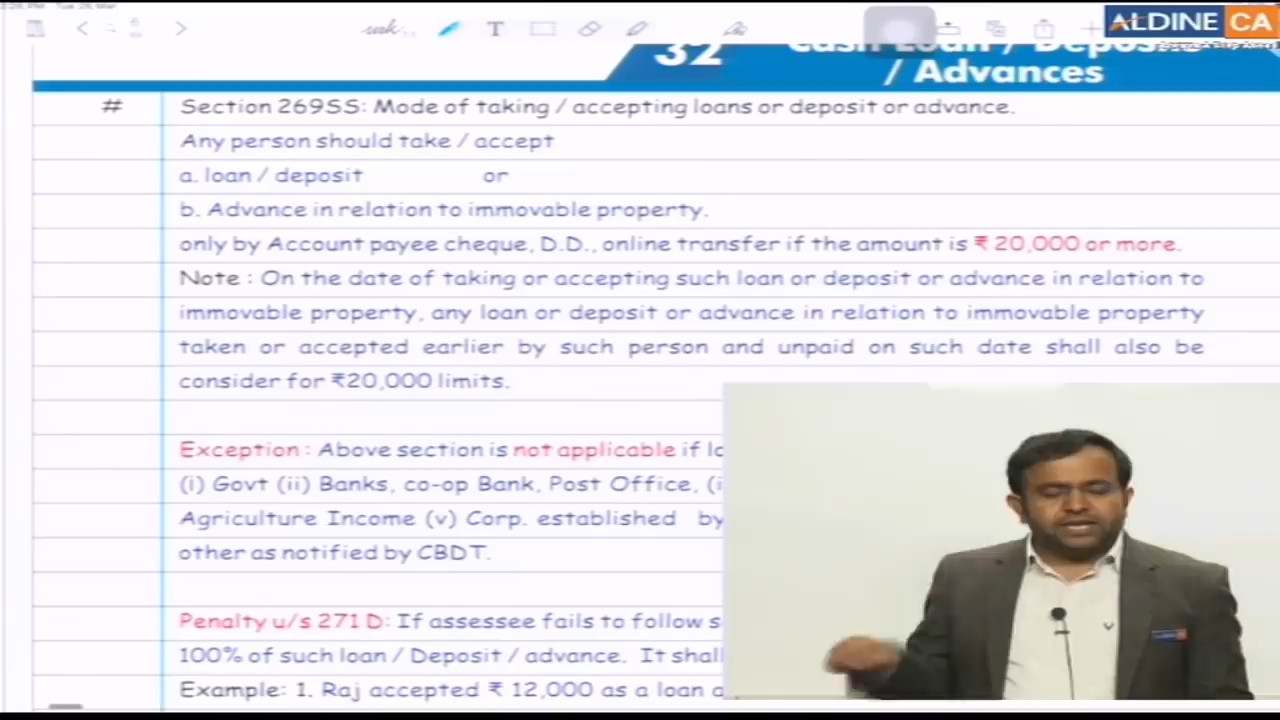 ALDINE CA
32
Cash Loan / Deposits
/ Advances
# Section 269SS: Mode of taking / accepting loans or deposit or advance.
Any person should take / accept
a. loan / deposit or
b. Advance in relation to immovable property.
only by Account payee cheque, D.D., online transfer if the amount is ₹ 20,000 or more.
Note : On the date of taking or accepting such loan or deposit or advance in relation to
immovable property, any loan or deposit or advance in relation to immovable property
taken or accepted earlier by such person and unpaid on such date shall also be
consider for ₹20,000 limits.
Exception : Above section is not applicable if
(i) Govt (ii) Banks, co-op Bank, Post Office,
Agriculture Income (v) Corp. established by
other as notified by CBDT.
Penalty u/s 271 D: If assessee fails to follow
100% of such loan / Deposit / advance. It shall
Example: 1. Raj accepted ₹ 12,000 as a loan